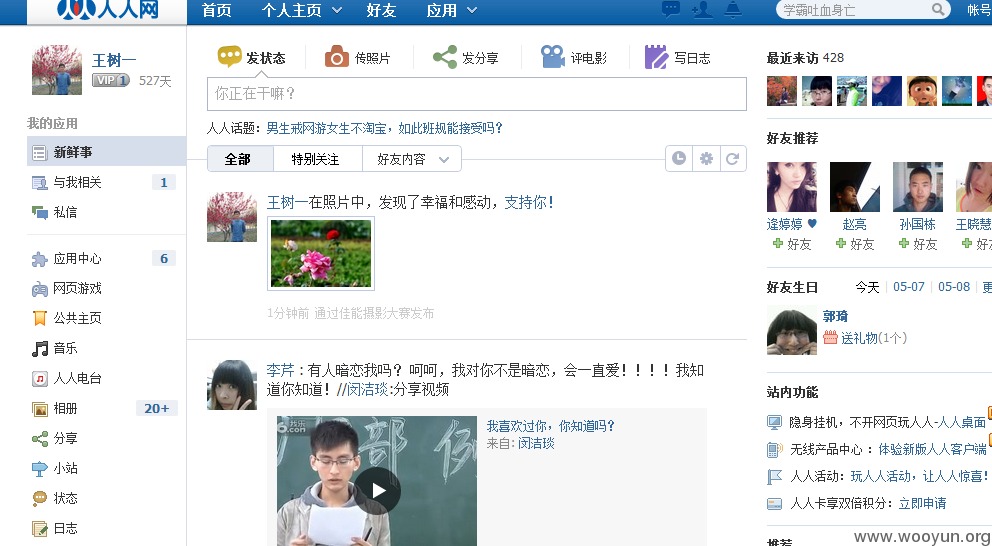 人人网
首页 个人主页 好友 应用
学霸吐血身亡
帐号
王树一
VIP 1 527天
我的应用
新鲜事
与我相关 1
私信
应用中心 6
网页游戏
公共主页
音乐
人人电台
相册 20+
分享
小站
状态
日志
发状态 传照片 发分享 评电影 写日志
你正在干嘛？
人人话题：男生戒网游女生不淘宝，如此班规能接受吗？
全部 特别关注 好友内容
王树一在照片中，发现了幸福和感动，支持你！
1分钟前 通过佳能摄影大赛发布
李芹：有人暗恋我吗？ 呵呵，我对你不是暗恋，会一直爱！！！！我知
道你知道！//闵洁琰:分享视频
6.com
部 例
我喜欢过你，你知道吗？
来自: 闵洁琰
最近来访 428
好友推荐
逄婷婷 赵亮 孙国栋 王晓慧
好友 好友 好友 好友
好友生日 今天 05-07 05-08 更
郭琦
送礼物(1个)
站内功能
隐身挂机，不开网页玩人人-人人桌面
无线产品中心：体验新版人人客户端
人人活动：玩人人活动，让人人惊喜！
人人卡享双倍积分：立即申请
推荐
www.wooyun.org